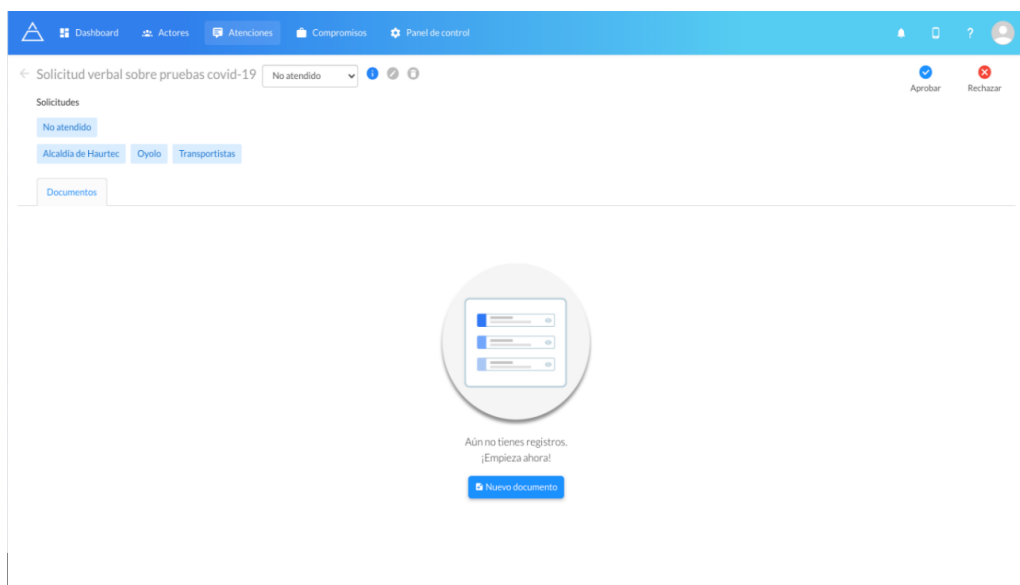 Dashboard Actores Atenciones Compromisos Panel de control ?
Solicitud verbal sobre pruebas covid-19 No atendido
Aprobar Rechazar
Solicitudes
No atendido
Alcaldía de Haurtec Oyolo Transportistas
Documentos
Aún no tienes registros.
¡Empieza ahora!
Nuevo documento